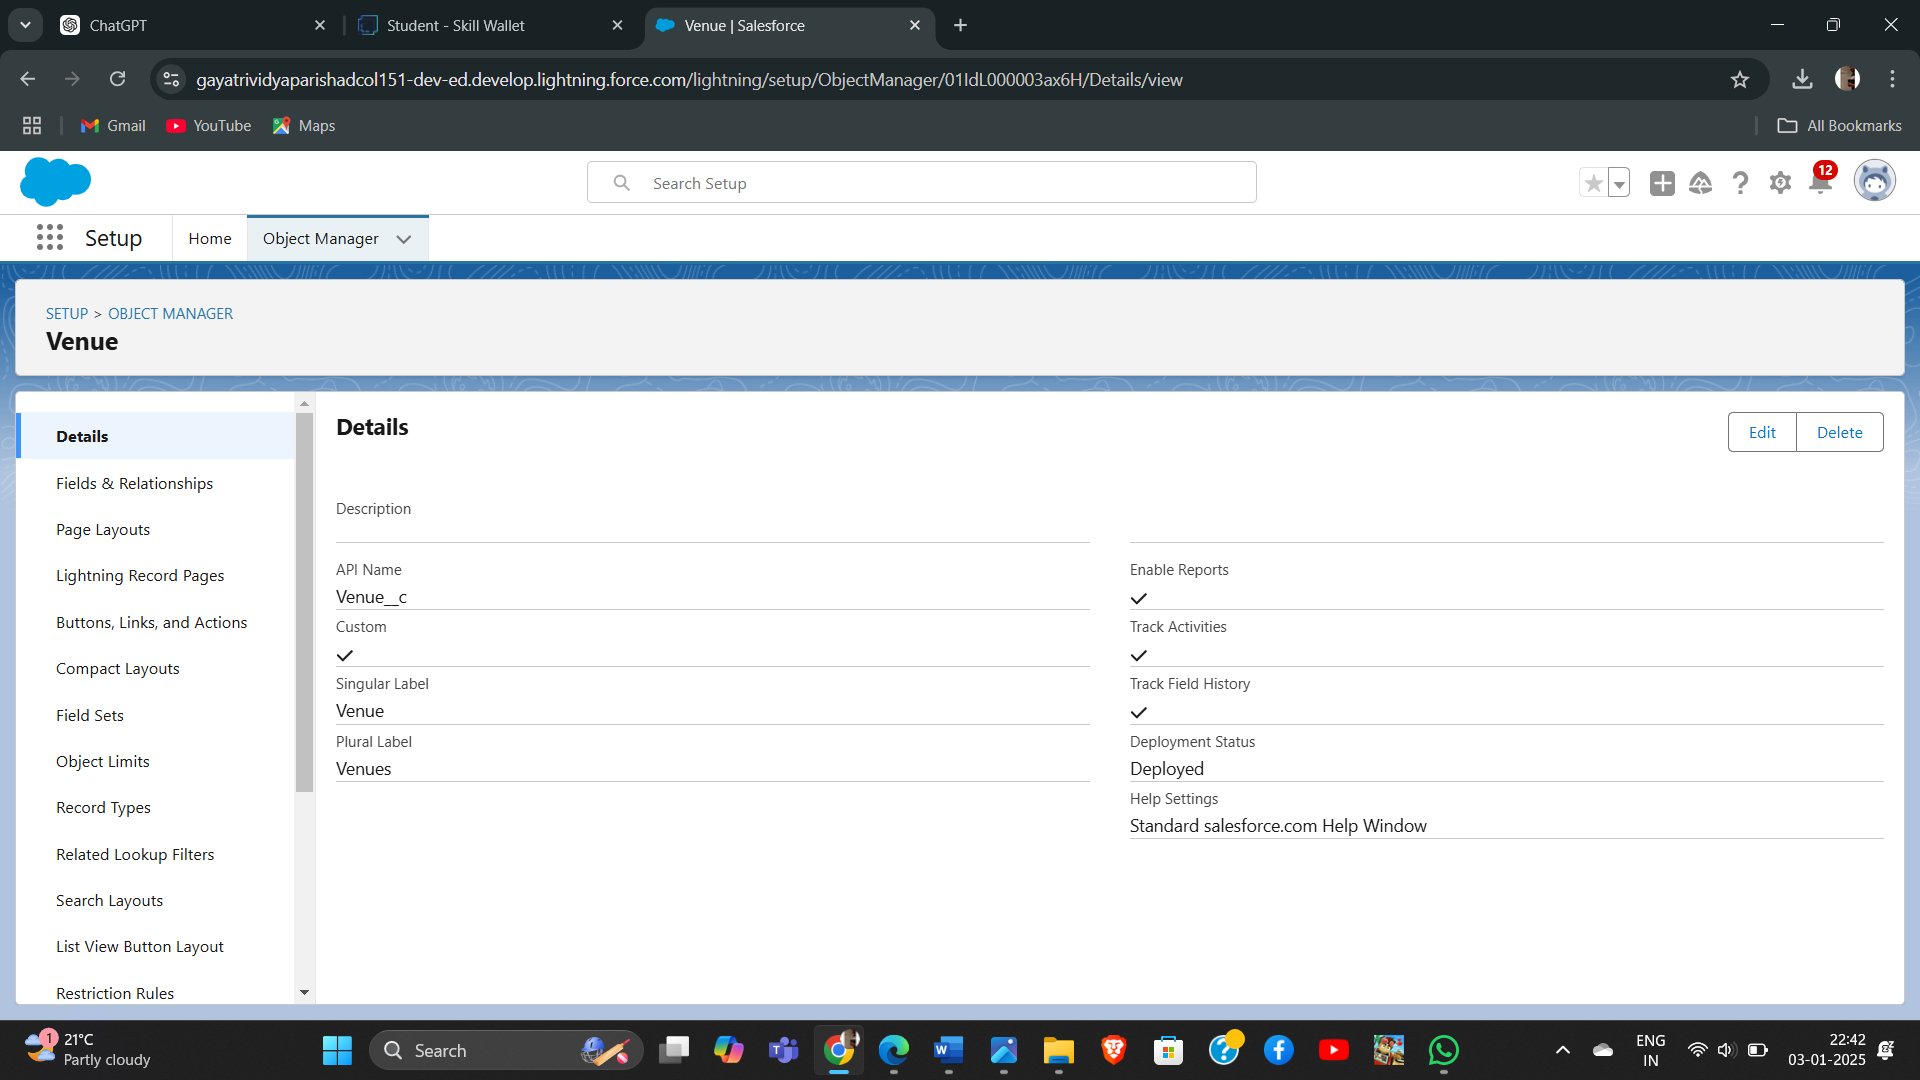 ChatGPT
Student - Skill Wallet
Venue | Salesforce
gayatrividyaparishadcol151-dev-ed.develop.lightning.force.com/lightning/setup/ObjectManager/01IdL000003ax6H/Details/view
Gmail
YouTube
Maps
All Bookmarks
Search Setup
12
Setup
Home
Object Manager
SETUP > OBJECT MANAGER
Venue
Details
Fields & Relationships
Page Layouts
Lightning Record Pages
Buttons, Links, and Actions
Compact Layouts
Field Sets
Object Limits
Record Types
Related Lookup Filters
Search Layouts
List View Button Layout
Restriction Rules
Details
Edit
Delete
Description
API Name
Venue__c
Custom
Singular Label
Venue
Plural Label
Venues
Enable Reports
Track Activities
Track Field History
Deployment Status
Deployed
Help Settings
Standard salesforce.com Help Window
1
21°C
Partly cloudy
Search
ENG
IN
22:42
03-01-2025